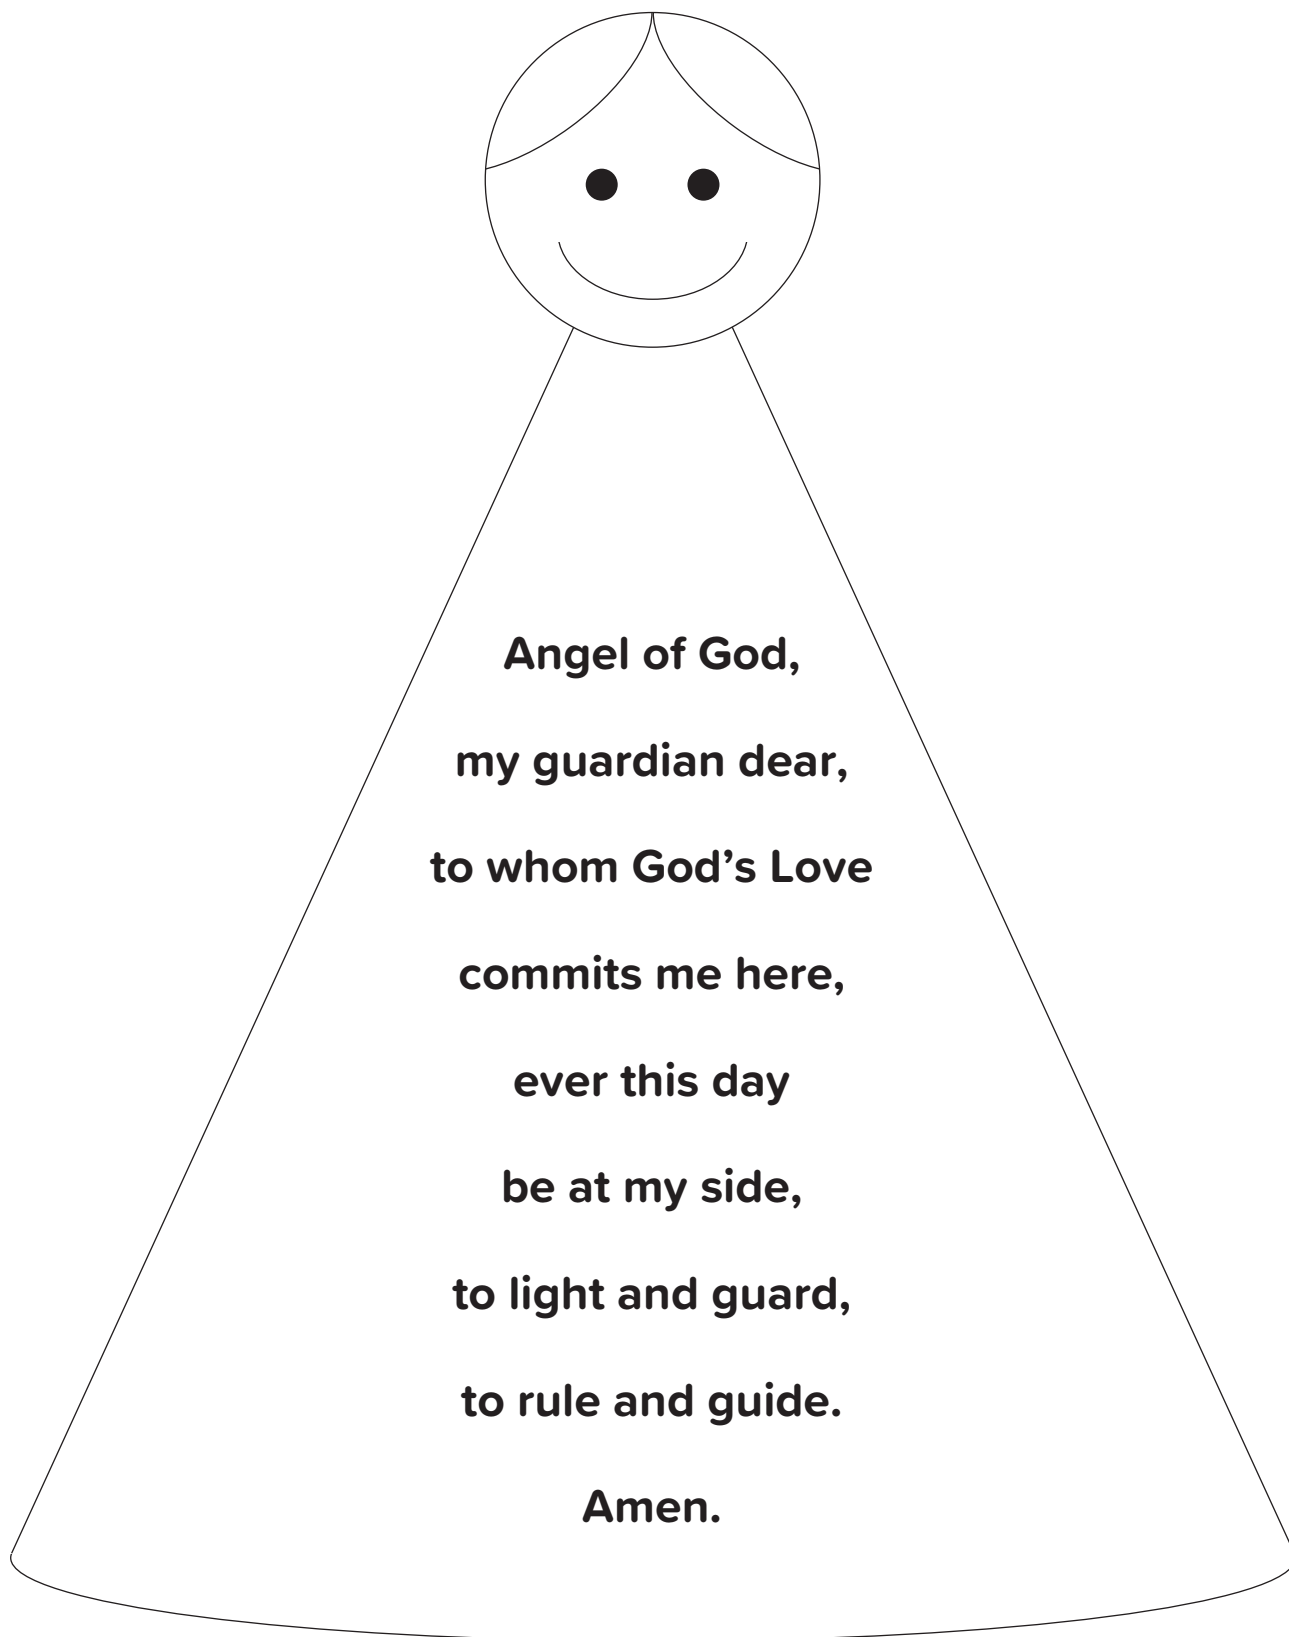 Angel of God,
my guardian dear,
to whom God’s Love
commits me here,
ever this day
be at my side,
to light and guard,
to rule and guide.
Amen.